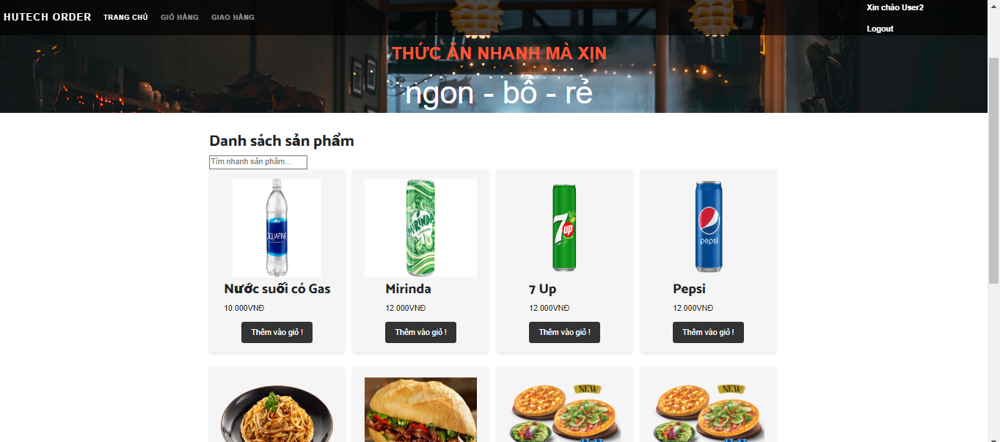 HUTECH ORDER
TRANG CHỦ
GIỎ HÀNG
GIAO HÀNG
Xin chào User2
Logout
THỨC ĂN NHANH MÀ XỊN
ngon - bổ - rẻ
Danh sách sản phẩm
Tìm nhanh sản phẩm...
AQUAFINA
MIRINDA
7up
pepsi
Nước suối có Gas
Mirinda
7 Up
Pepsi
10.000VNĐ
12.000VNĐ
12.000VNĐ
12.000VNĐ
Thêm vào giỏ !
Thêm vào giỏ !
Thêm vào giỏ !
Thêm vào giỏ !
NEW
NEW